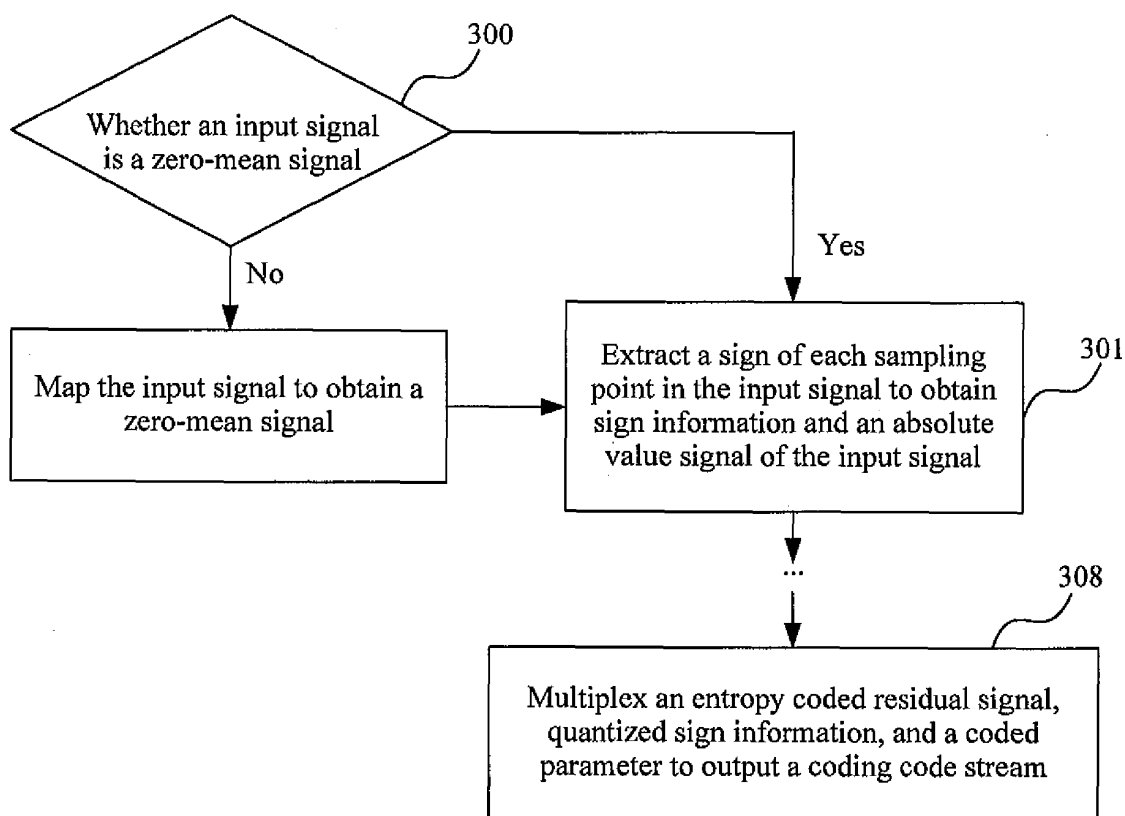 300
Whether an input signal
is a zero-mean signal
No
Yes
Map the input signal to obtain a
zero-mean signal
Extract a sign of each sampling
point in the input signal to obtain
sign information and an absolute
value signal of the input signal
301
...
308
Multiplex an entropy coded residual signal,
quantized sign information, and a coded
parameter to output a coding code stream